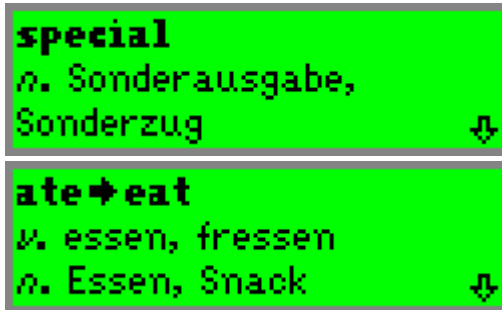 special
n. Sonderausgabe,
Sonderzug
ate➧eat
v. essen, fressen
n. Essen, Snack